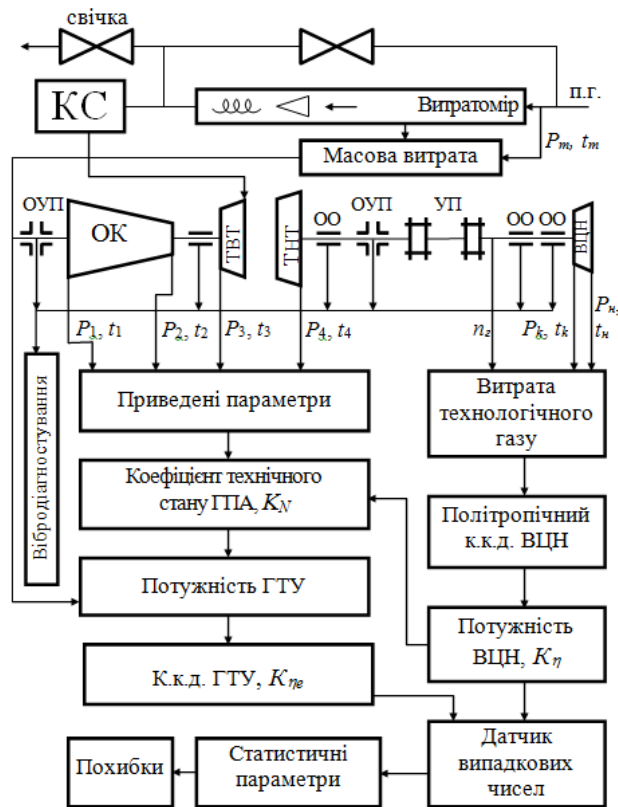 свічка
п.г.
КС
Витратомір
Pm, tm
Масова витрата
ОУП
ОК
ТВТ
ТНТ
ОО
ОУП
УП
ОО
ОО
ВЦН
P1, t1
P2, t2
P3, t3
P4, t4
nг
Pk, tk
Pн,
tн
Вібродіагностування
Приведені параметри
Витрата
технологічного
газу
Коефіцієнт технічного
стану ГПА, KN
Політропічний
к.к.д. ВЦН
Потужність ГТУ
Потужність
ВЦН, Kη
К.к.д. ГТУ, Kηe
Датчик
випадкових
чисел
Статистичні
параметри
Похибки